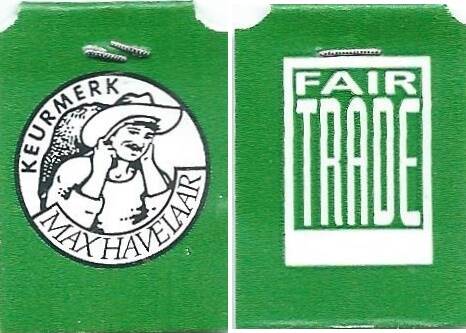 KEURMERK
MAX HAVELAAR
FAIR
TRADE